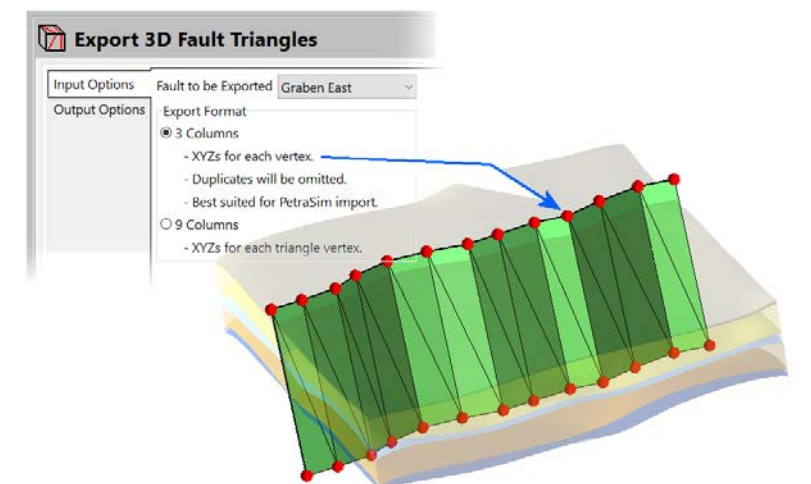 Export 3D Fault Triangles
Input Options
Output Options
Fault to be Exported Graben East
Export Format
3 Columns
- XYZs for each vertex.
- Duplicates will be omitted.
- Best suited for PetraSim import.
9 Columns
- XYZs for each triangle vertex.